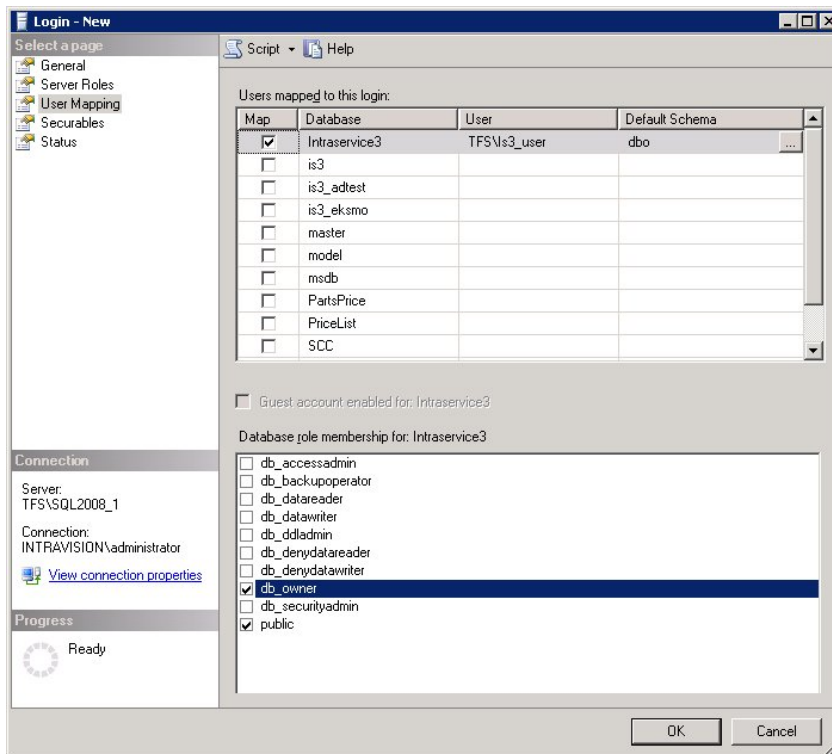 Login - New
Select a page
General
Server Roles
User Mapping
Securables
Status
Script Help
Users mapped to this login:
Map Database User Default Schema
Intraservice3 TFS\Is3_user dbo ...
is3
is3_adtest
is3_eksmo
master
model
msdb
PartsPrice
PriceList
SCC
Guest account enabled for: Intraservice3
Database role membership for: Intraservice3
db_accessadmin
db_backupoperator
db_datareader
db_datawriter
db_ddladmin
db_denydatareader
db_denydatawriter
db_owner
db_securityadmin
public
Connection
Server:
TFS\SQL2008_1
Connection:
INTRAVISION\administrator
View connection properties
Progress
Ready
OK Cancel